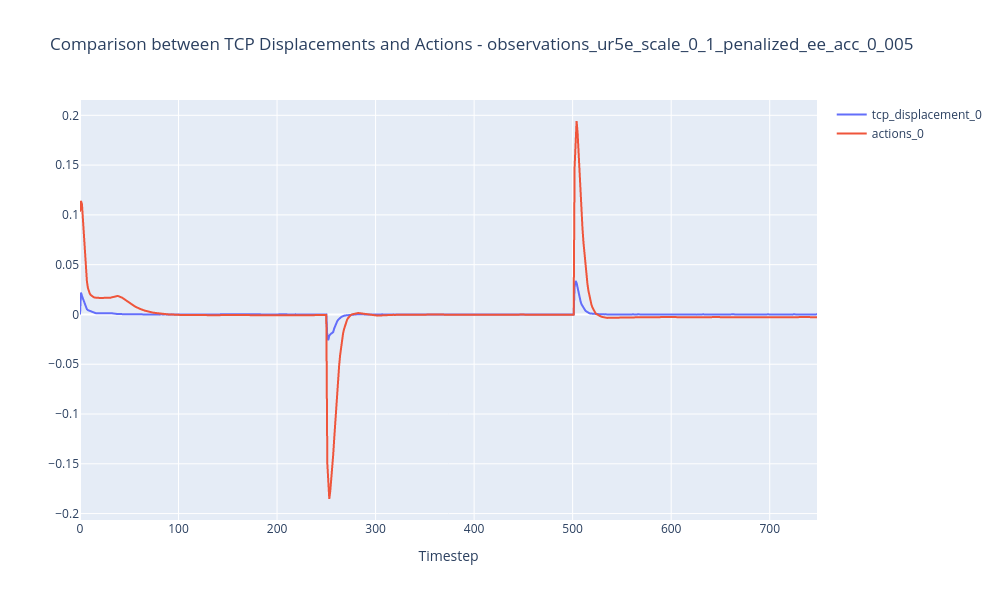 Comparison between TCP Displacements and Actions - observations_ur5e_scale_0_1_penalized_ee_acc_0_005
tcp_displacement_0
actions_0
0.2
0.15
0.1
0.05
0
−0.05
−0.1
−0.15
−0.2
0 100 200 300 400 500 600 700
Timestep